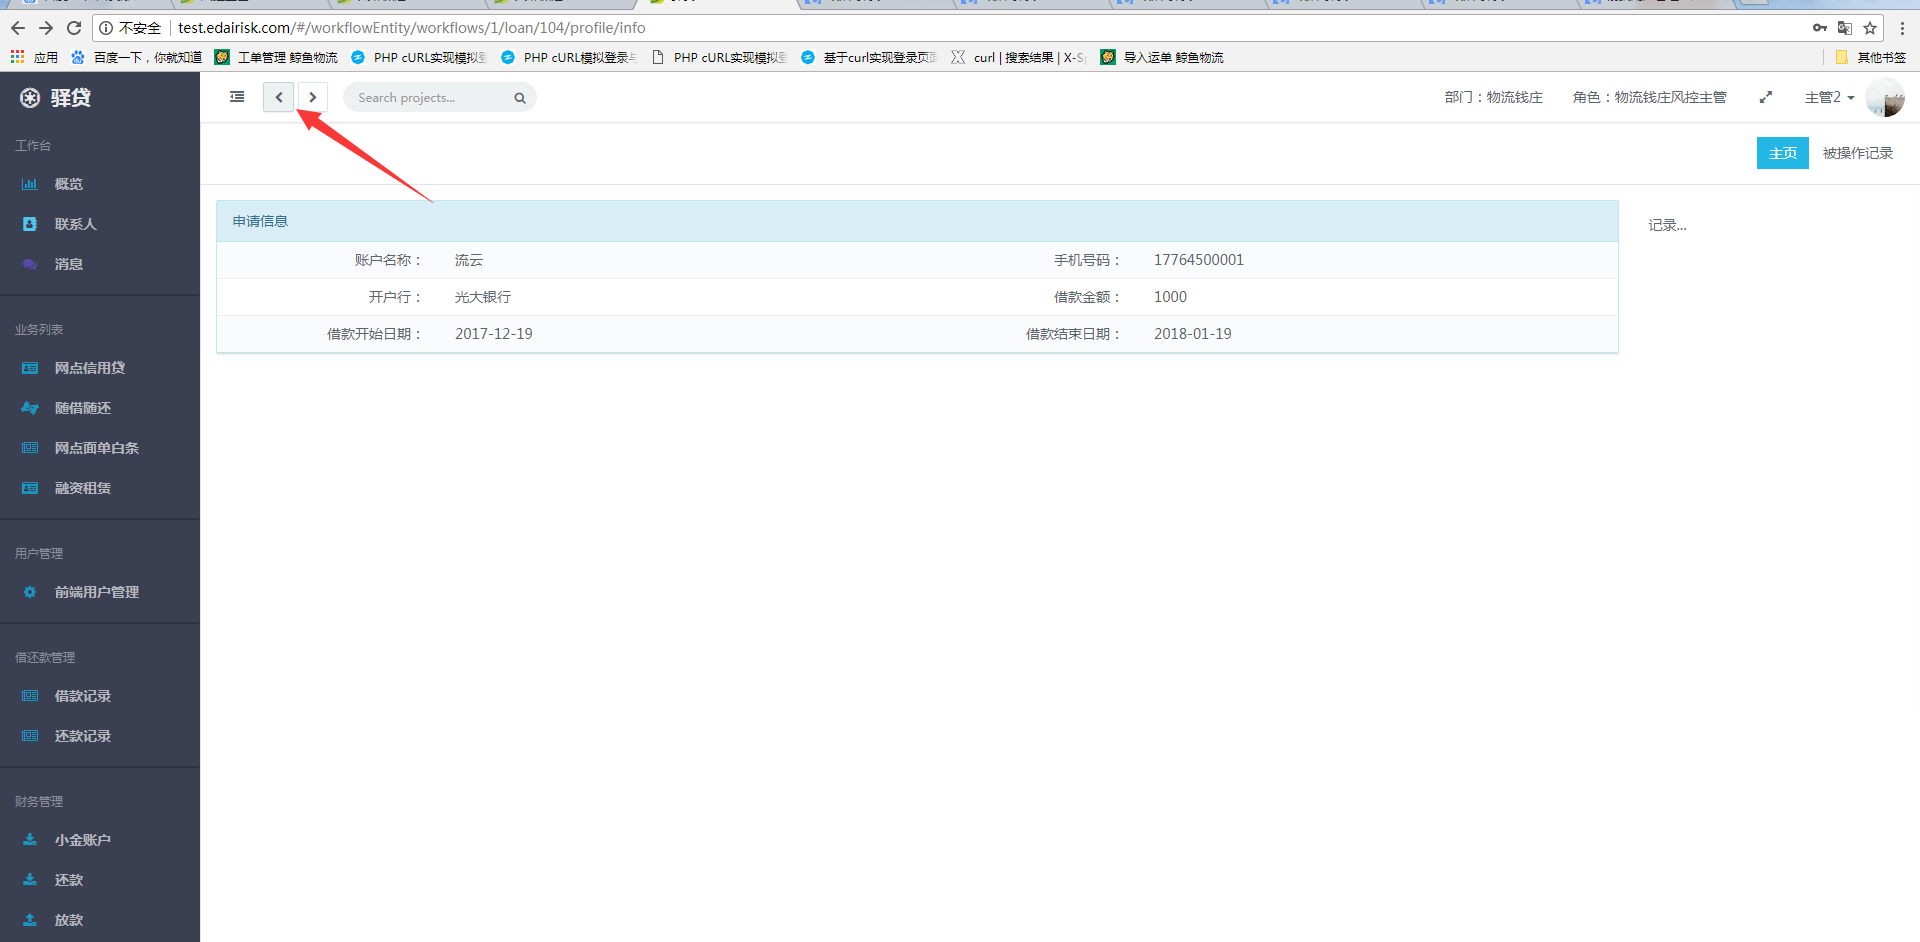 不安全 test.edairisk.com/#/workflowEntity/workflows/1/loan/104/profile/info
应用 百度一下，你就知道 工单管理 鲸鱼物流 PHP cURL实现模拟登 PHP cURL模拟登录与 PHP cURL实现模拟登 基于curl实现登录页面 curl | 搜索结果 | X-Sp 导入运单 鲸鱼物流 其他书签
驿贷 Search projects... 部门：物流钱庄 角色：物流钱庄风控主管 主管2
主页 被操作记录
工作台
概览
联系人
消息
业务列表
网点信用贷
随借随还
网点面单白条
融资租赁
用户管理
前端用户管理
借还款管理
借款记录
还款记录
财务管理
小金账户
还款
放款
申请信息
账户名称： 流云 手机号码： 17764500001
开户行： 光大银行 借款金额： 1000
借款开始日期： 2017-12-19 借款结束日期： 2018-01-19
记录...